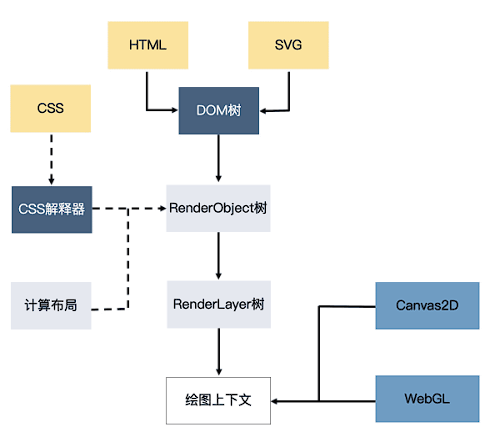 HTML
SVG
CSS
DOM树
CSS解释器
RenderObject树
计算布局
RenderLayer树
Canvas2D
绘图上下文
WebGL